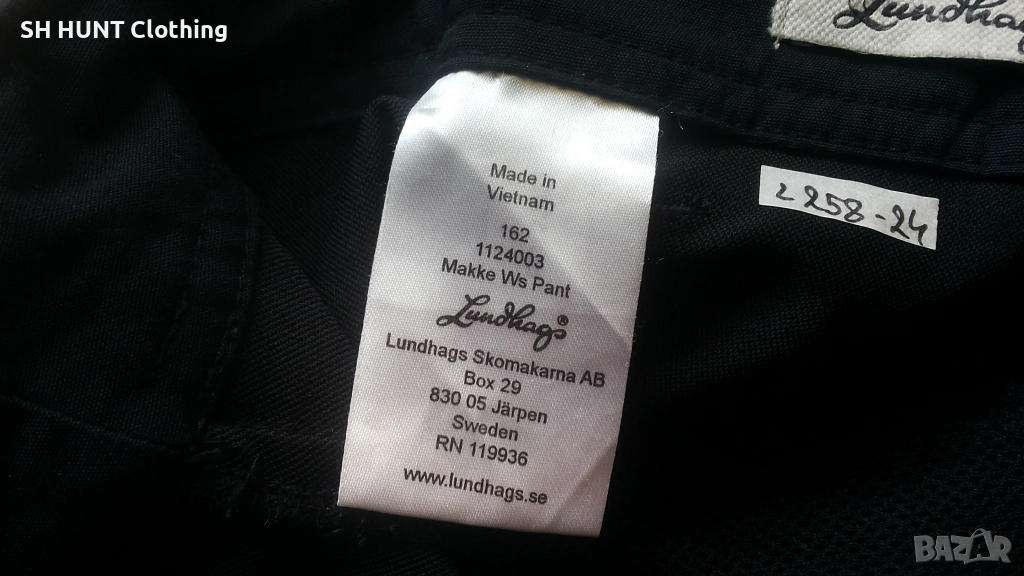 SH HUNT Clothing
Lundhags
Made in
Vietnam
162
1124003
Makke Ws Pant
Lundhags®
Lundhags Skomakarna AB
Box 29
830 05 Järpen
Sweden
RN 119936
www.lundhags.se
L258-24
BAZAR